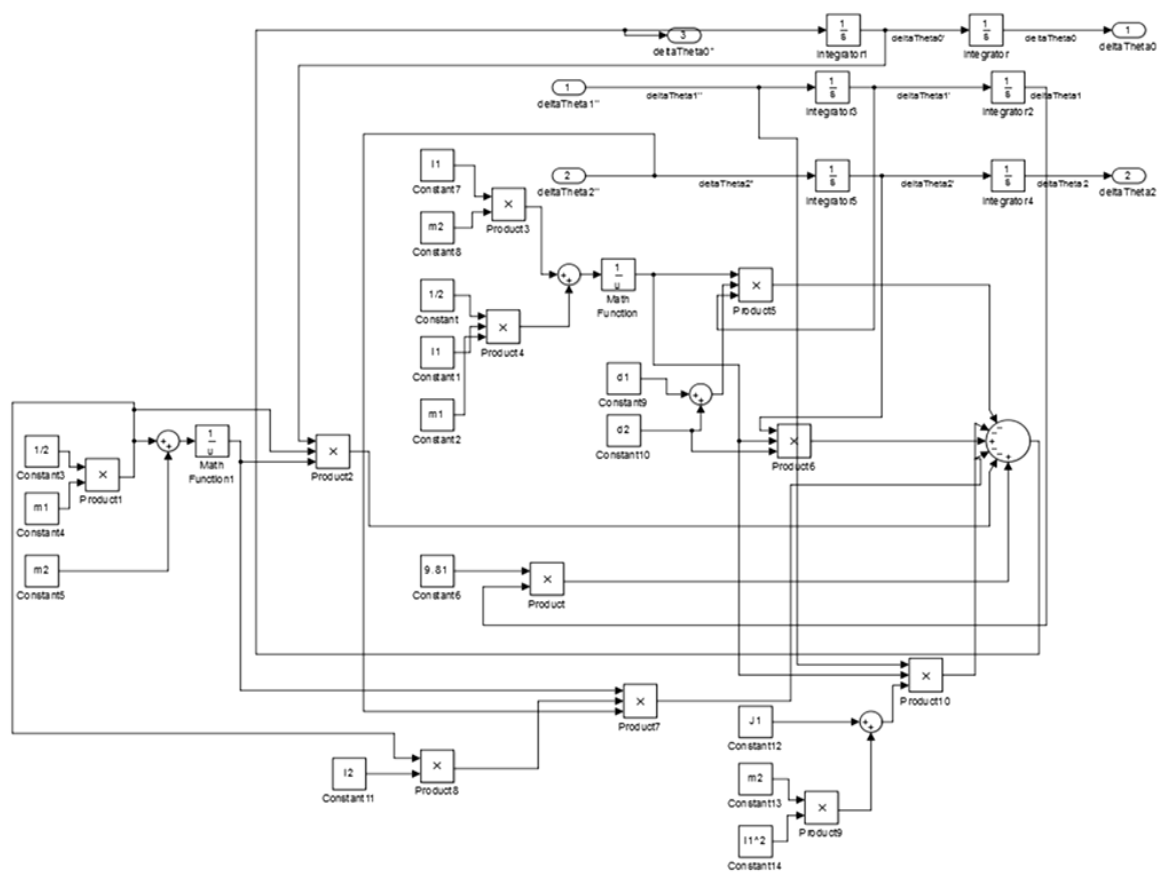 3
deltaTheta0''
1
s
Integrator1
deltaTheta0'
1
s
Integrator
deltaTheta0
1
deltaTheta0
1
deltaTheta1''
deltaTheta1''
1
s
Integrator3
deltaTheta1'
1
s
Integrator2
deltaTheta1
2
deltaTheta2''
deltaTheta2''
1
s
Integrator5
deltaTheta2'
1
s
Integrator4
deltaTheta 2
2
deltaTheta2
l1
Constant7
m2
Constant8
×
Product3
1/2
Constant
l1
Constant1
m1
Constant2
×
Product4
+
+
1
u
Math
Function
×
Product5
d1
Constant9
d2
Constant10
+
+
×
Product6
1/2
Constant3
m1
Constant4
m2
Constant5
×
Product1
+
+
1
u
Math
Function1
×
Product2
9.81
Constant6
×
Product
×
Product7
l2
Constant11
×
Product8
J1
Constant12
+
+
×
Product10
m2
Constant13
l1^2
Constant14
×
Product9